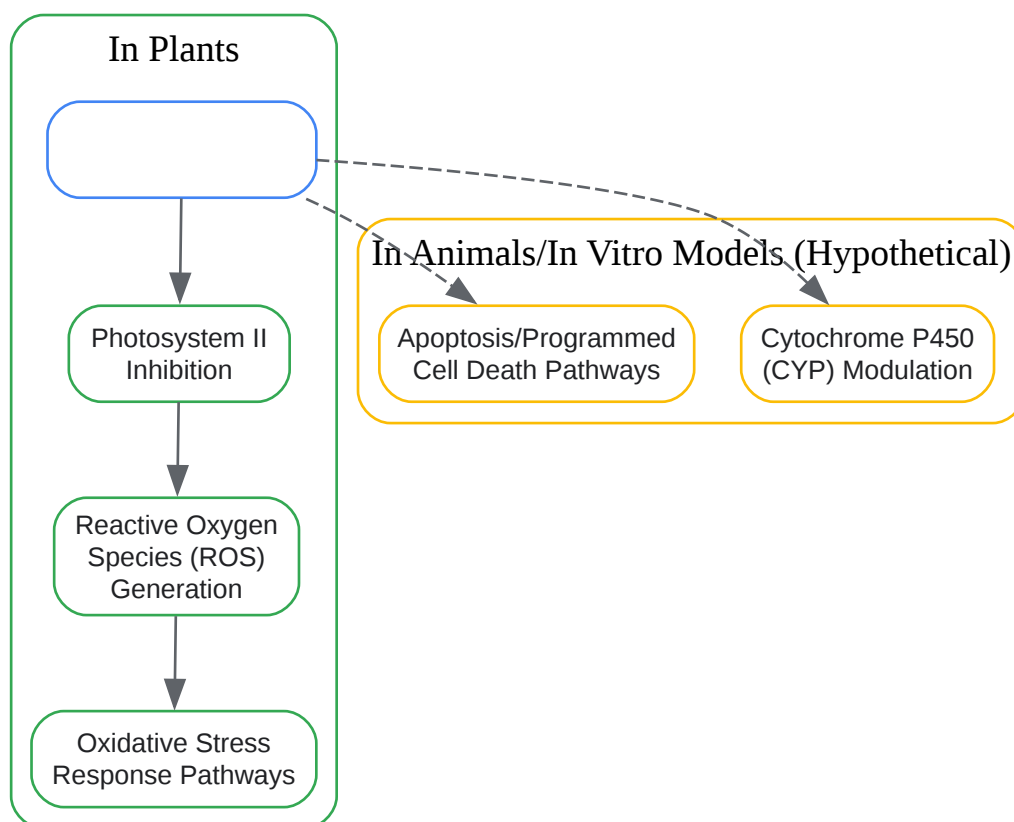 In Plants
In Animals/In Vitro Models (Hypothetical)
Photosystem II
Inhibition
Apoptosis/Programmed
Cell Death Pathways
Cytochrome P450
(CYP) Modulation
Reactive Oxygen
Species (ROS)
Generation
Oxidative Stress
Response Pathways